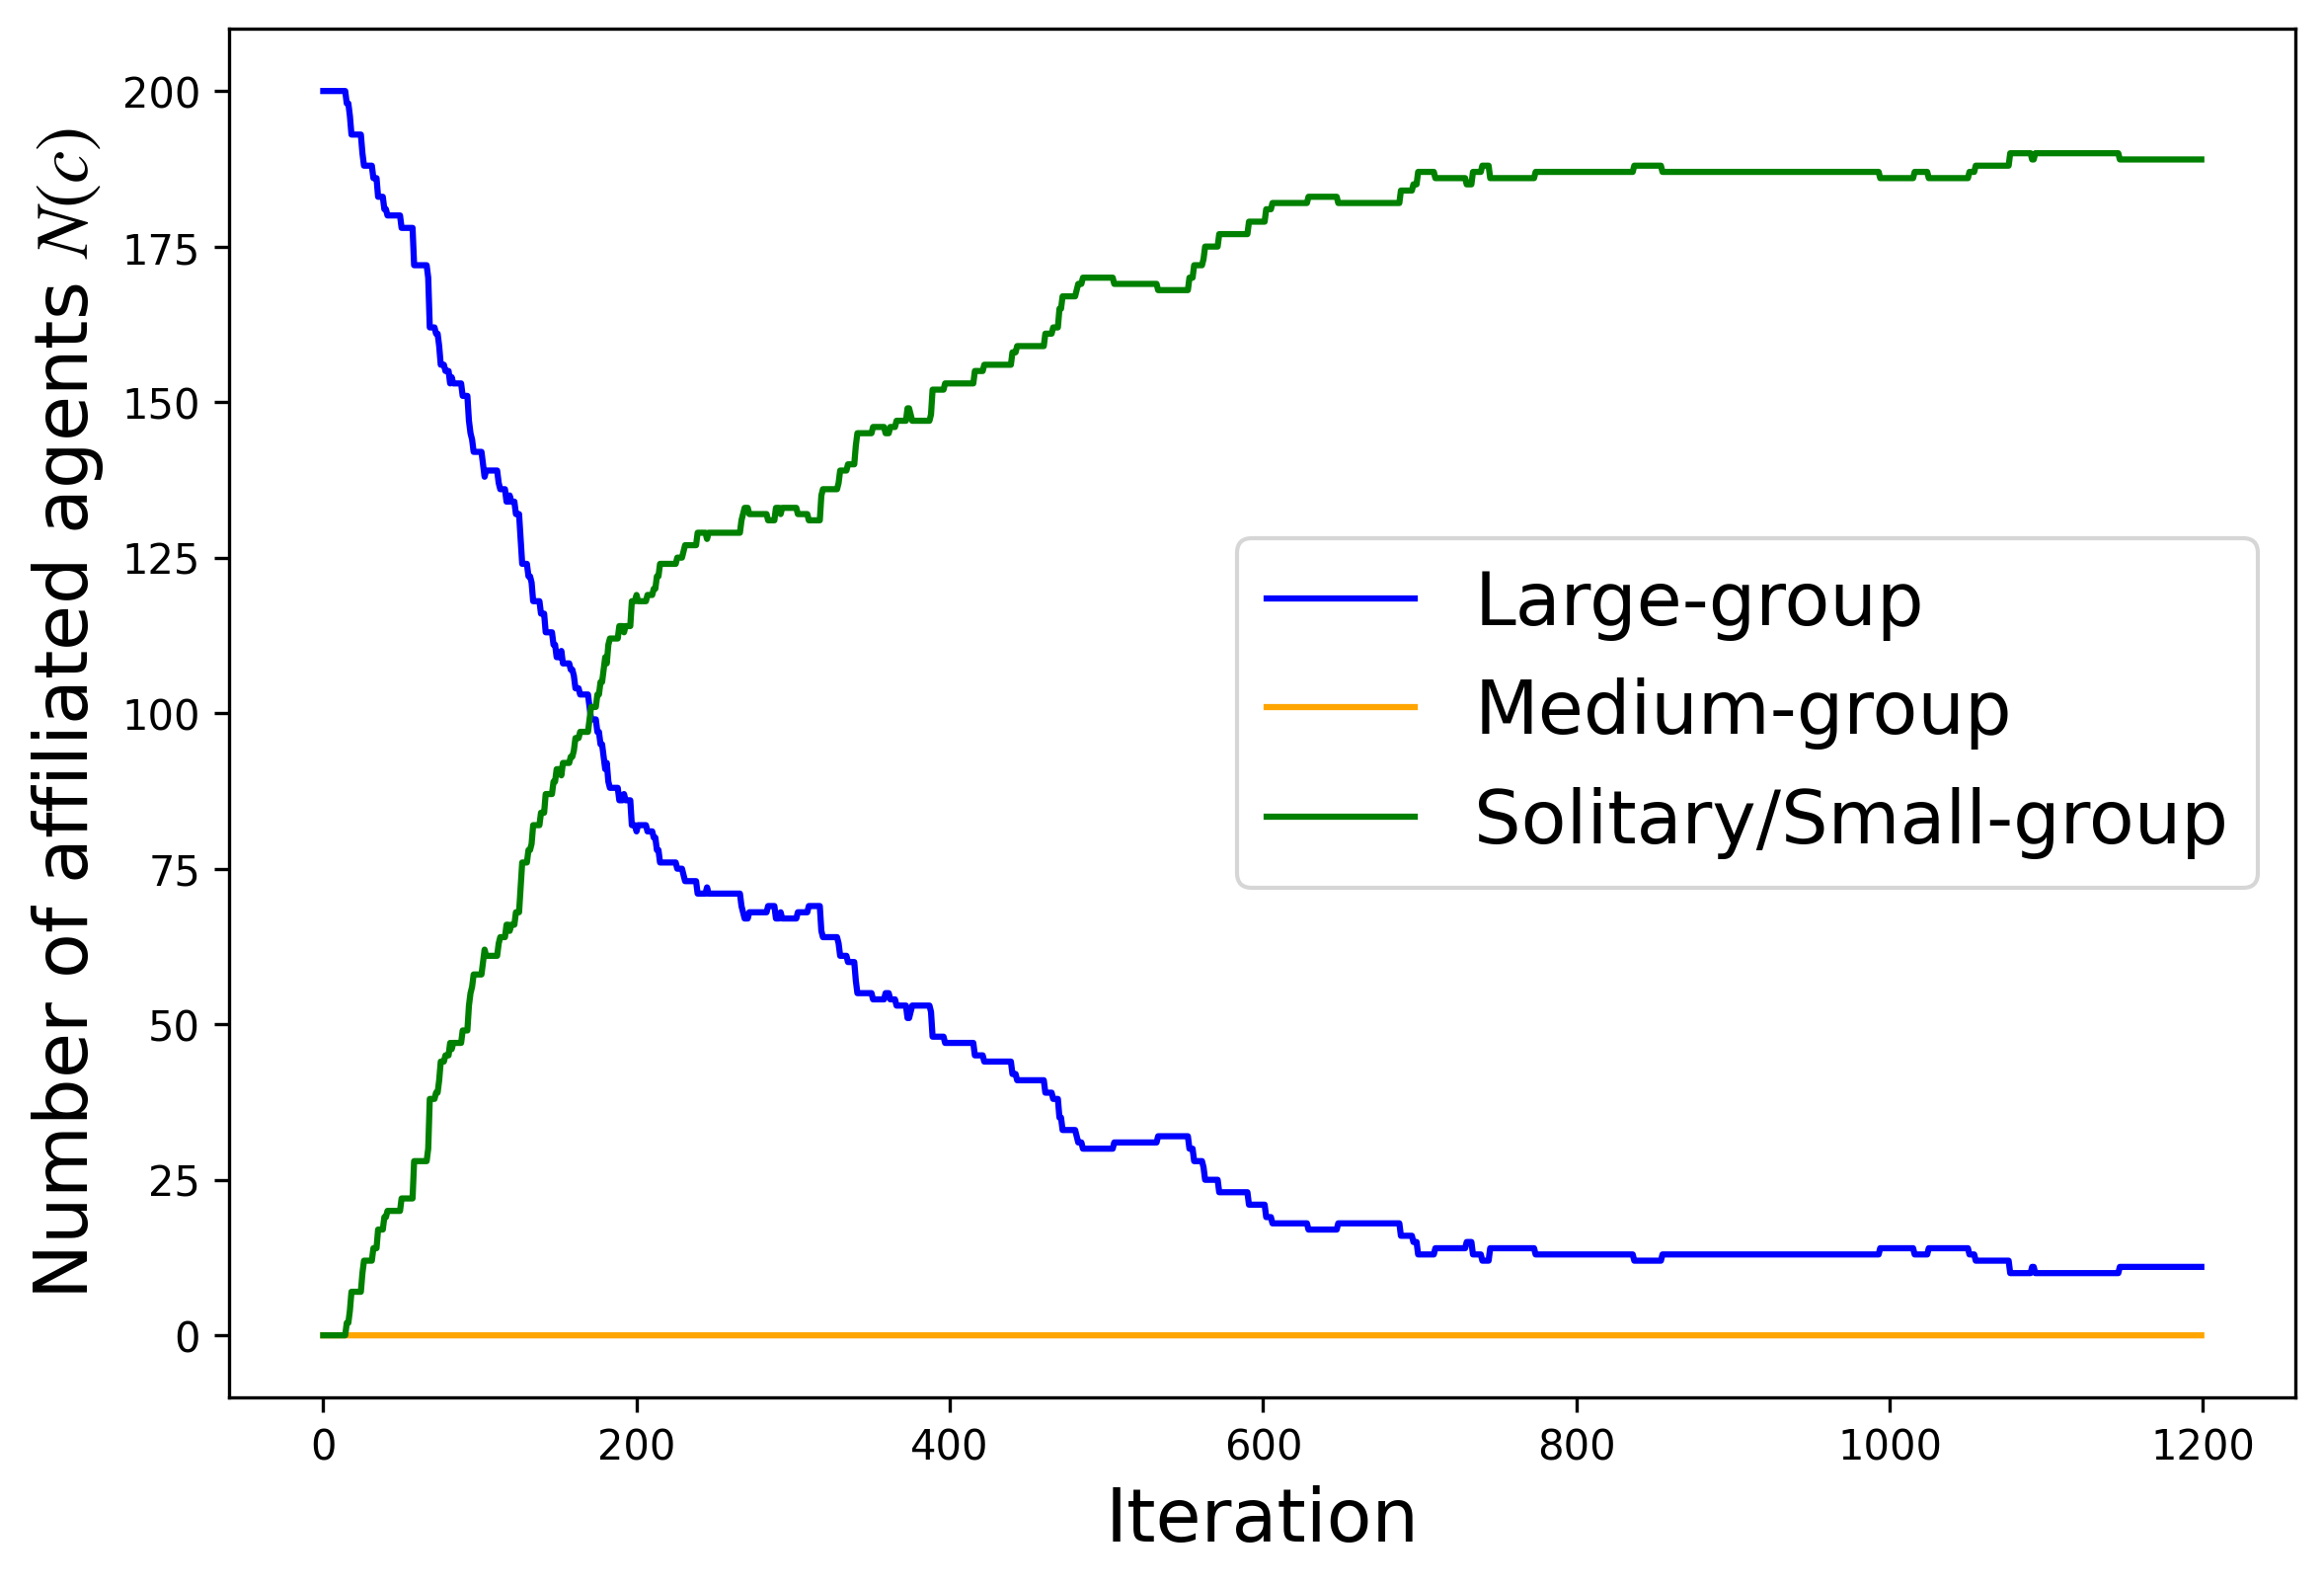 Number of affiliated agents N(c)
200
175
150
125
100
75
50
25
0
Large-group
Medium-group
Solitary/Small-group
0 200 400 600 800 1000 1200
Iteration